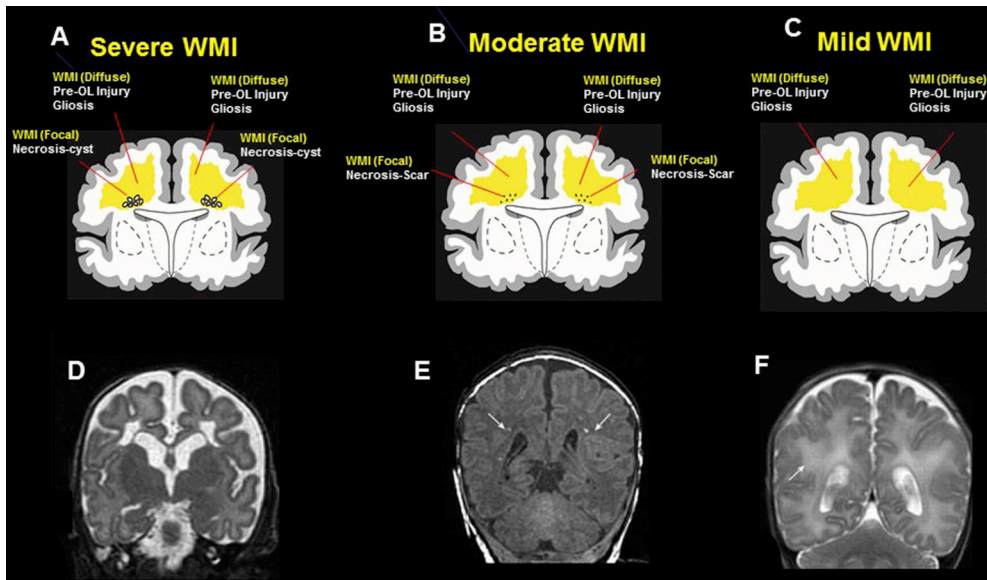 A
Severe WMI
WMI (Diffuse)
Pre-OL Injury
Gliosis
WMI (Diffuse)
Pre-OL Injury
Gliosis
WMI (Focal)
Necrosis-cyst
WMI (Focal)
Necrosis-cyst
B
Moderate WMI
WMI (Diffuse)
Pre-OL Injury
Gliosis
WMI (Diffuse)
Pre-OL Injury
Gliosis
WMI (Focal)
Necrosis-Scar
WMI (Focal)
Necrosis-Scar
C
Mild WMI
WMI (Diffuse)
Pre-OL Injury
Gliosis
WMI (Diffuse)
Pre-OL Injury
Gliosis
D
E
F